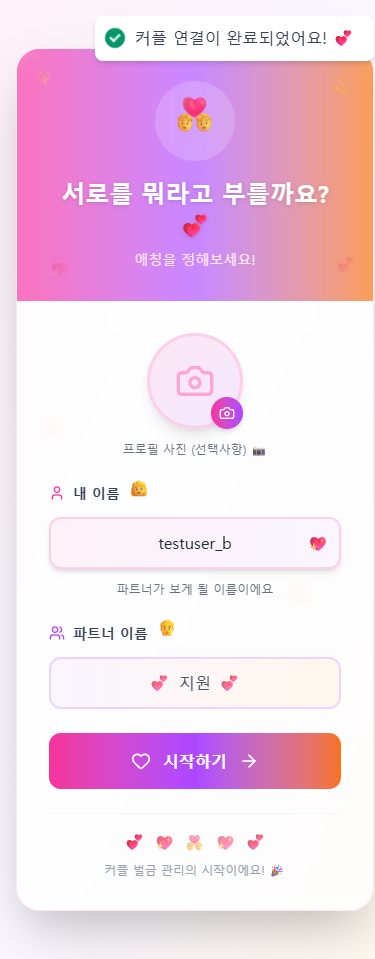 커플 연결이 완료되었어요! 💕
서로를 뭐라고 부를까요?
💕
애칭을 정해보세요!
프로필 사진 (선택사항) 📸
내 이름
testuser_b 💖
파트너가 보게 될 이름이에요
파트너 이름
💕 지원 💕
시작하기 →
커플 벌금 관리의 시작이에요! 🎉